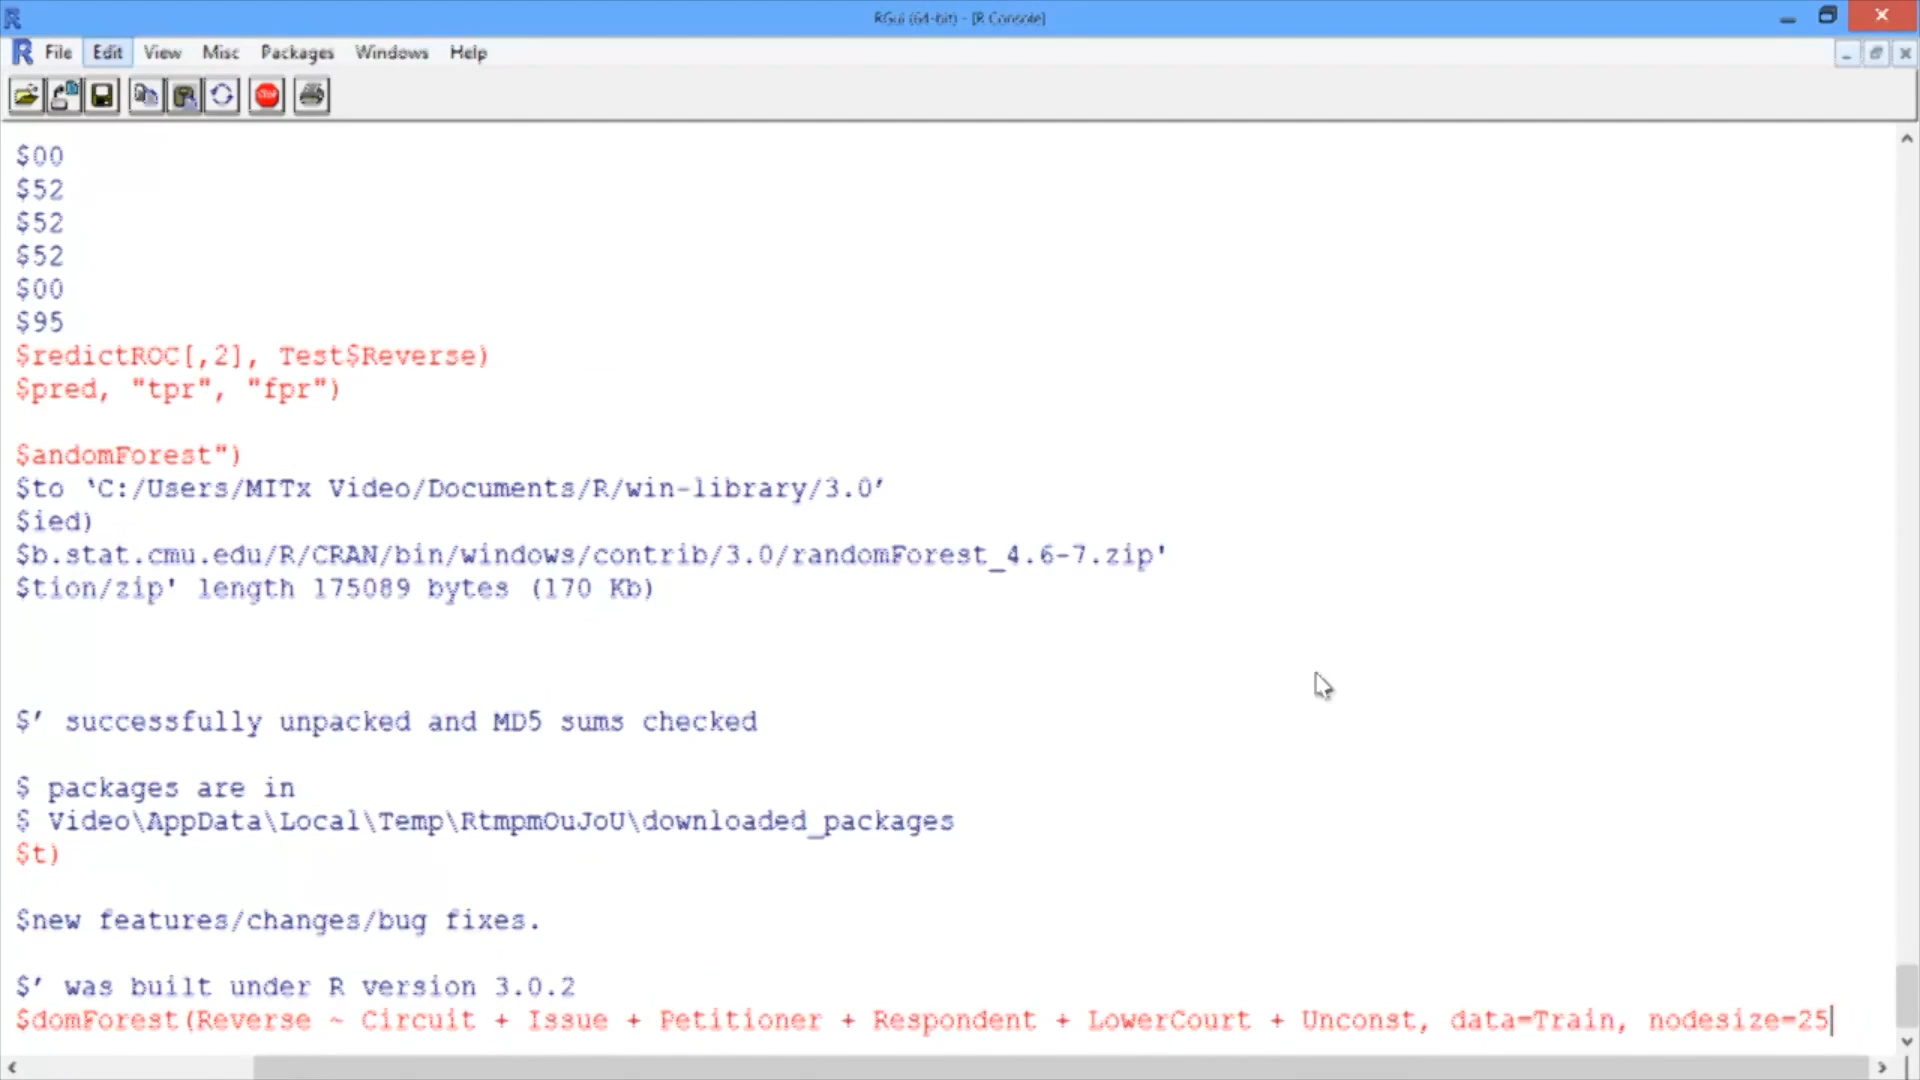 RGui (64-bit) - [R Console]
File Edit View Misc Packages Windows Help
STOP
$00
$52
$52
$52
$00
$95
$redictROC[,2], Test$Reverse)
$pred, "tpr", "fpr")
$andomForest")
$to ‘C:/Users/MITx Video/Documents/R/win-library/3.0’
$ied)
$b.stat.cmu.edu/R/CRAN/bin/windows/contrib/3.0/randomForest_4.6-7.zip'
$tion/zip' length 175089 bytes (170 Kb)
$’ successfully unpacked and MD5 sums checked
$ packages are in
$ Video\AppData\Local\Temp\RtmpmOuJoU\downloaded_packages
$t)
$new features/changes/bug fixes.
$’ was built under R version 3.0.2
$domForest(Reverse ~ Circuit + Issue + Petitioner + Respondent + LowerCourt + Unconst, data=Train, nodesize=25